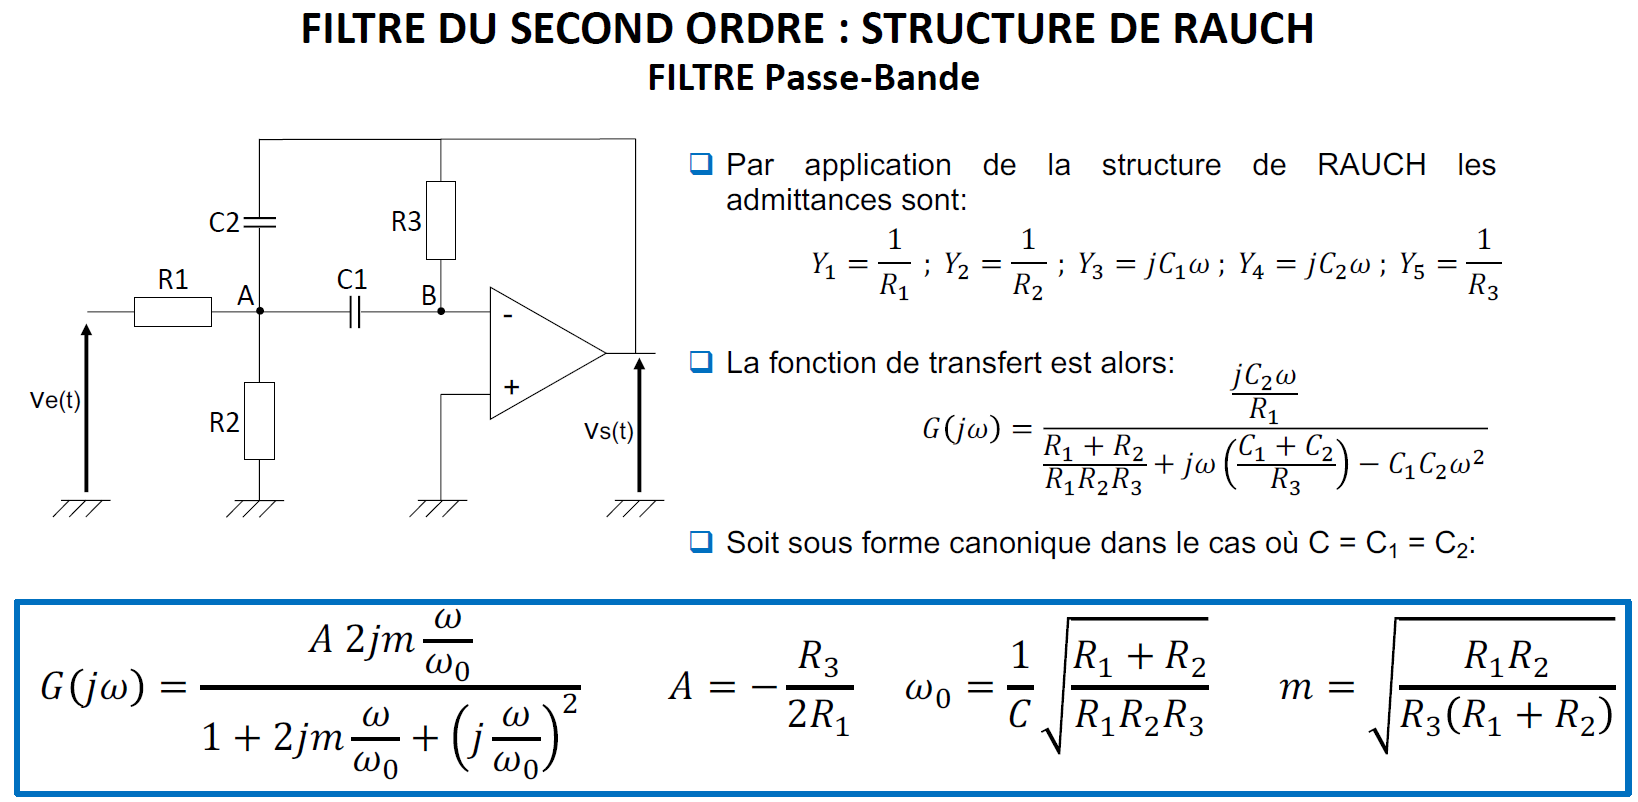 FILTRE DU SECOND ORDRE : STRUCTURE DE RAUCH
FILTRE Passe-Bande
C2
R3
R1
A
C1
B
-
+
R2
Ve(t)
Vs(t)
❑ Par application de la structure de RAUCH les
admittances sont:
Y₁ = 1/R₁ ; Y₂ = 1/R₂ ; Y₃ = jC₁ω ; Y₄ = jC₂ω ; Y₅ = 1/R₃
❑ La fonction de transfert est alors:
G(jω) = (jC₂ω/R₁) / ((R₁ + R₂)/(R₁R₂R₃) + jω((C₁ + C₂)/R₃) − C₁C₂ω²)
❑ Soit sous forme canonique dans le cas où C = C₁ = C₂:
G(jω) = (A 2jm ω/ω₀) / (1 + 2jm ω/ω₀ + (j ω/ω₀)²) A = − R₃/(2R₁) ω₀ = 1/C √((R₁ + R₂)/(R₁R₂R₃)) m = √(R₁R₂/(R₃(R₁ + R₂)))